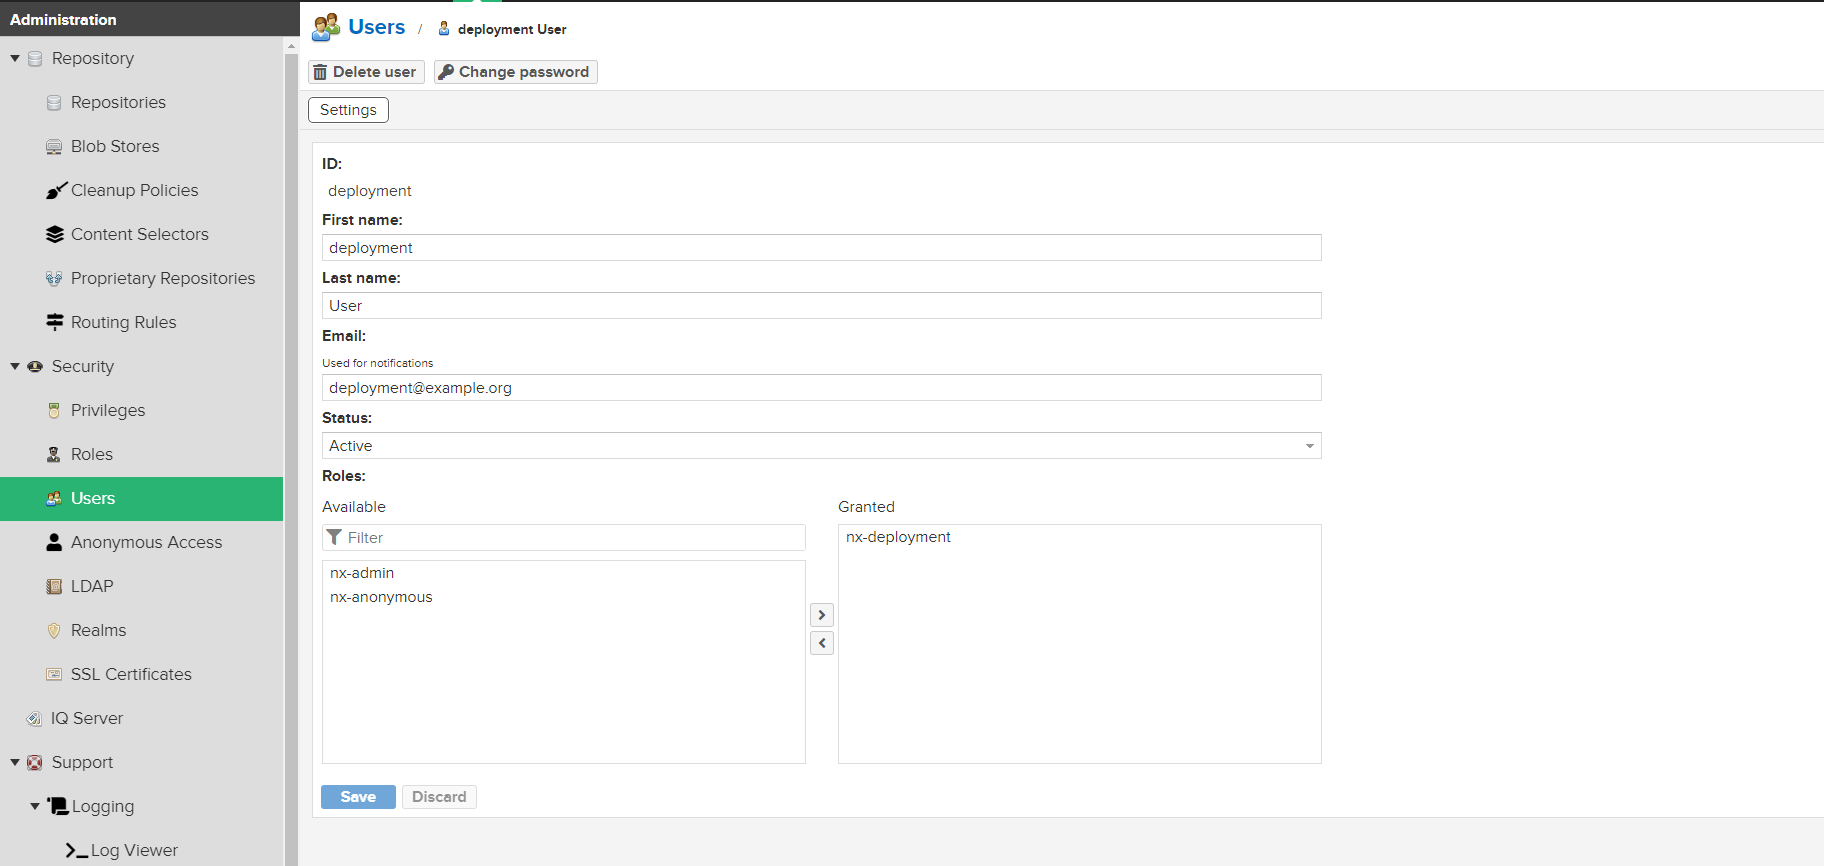 Administration
Repository
Repositories
Blob Stores
Cleanup Policies
Content Selectors
Proprietary Repositories
Routing Rules
Security
Privileges
Roles
Users
Anonymous Access
LDAP
Realms
SSL Certificates
IQ Server
Support
Logging
Log Viewer
Users / deployment User
Delete user Change password
Settings
ID:
deployment
First name:
deployment
Last name:
User
Email:
Used for notifications
deployment@example.org
Status:
Active
Roles:
Available
Filter
nx-admin
nx-anonymous
Granted
nx-deployment
Save Discard